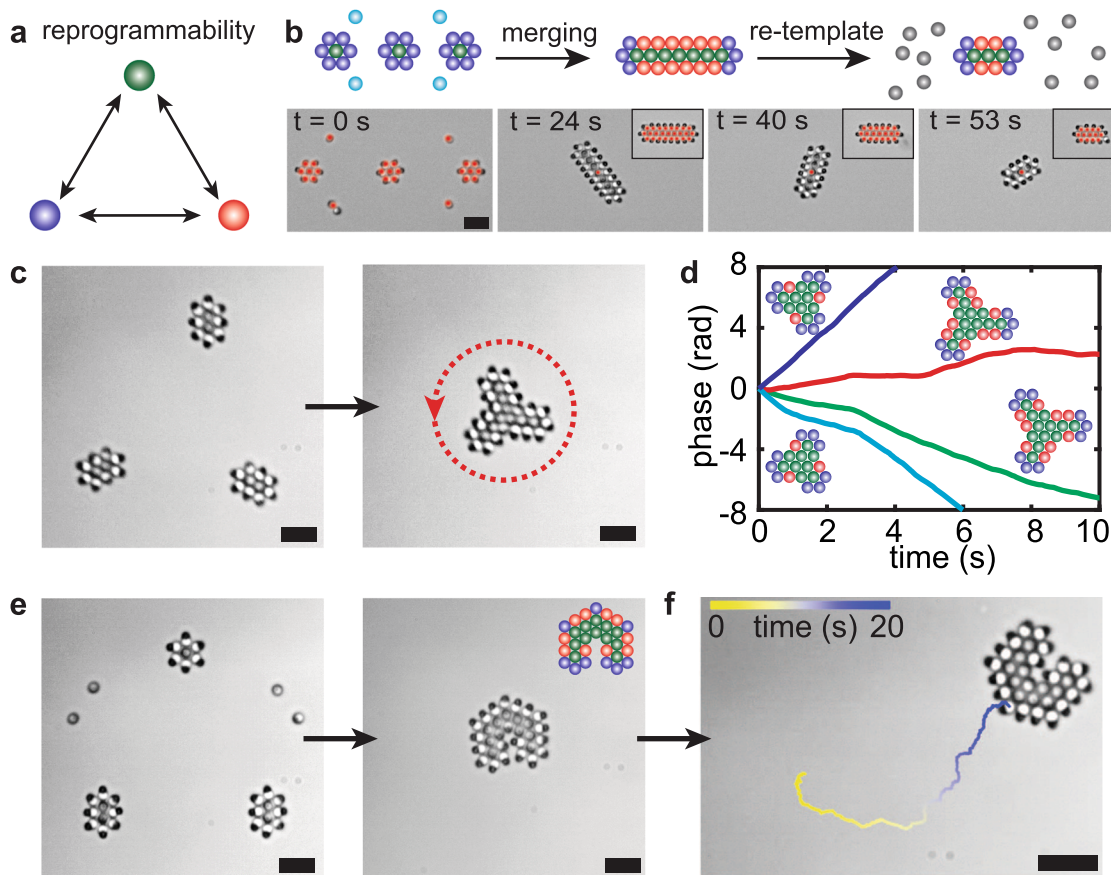 a reprogrammability
b merging re-template
t = 0 s t = 24 s t = 40 s t = 53 s
c
d
8
4
0
-4
-8
phase (rad)
0 2 4 6 8 10
time (s)
e
f
0 time (s) 20